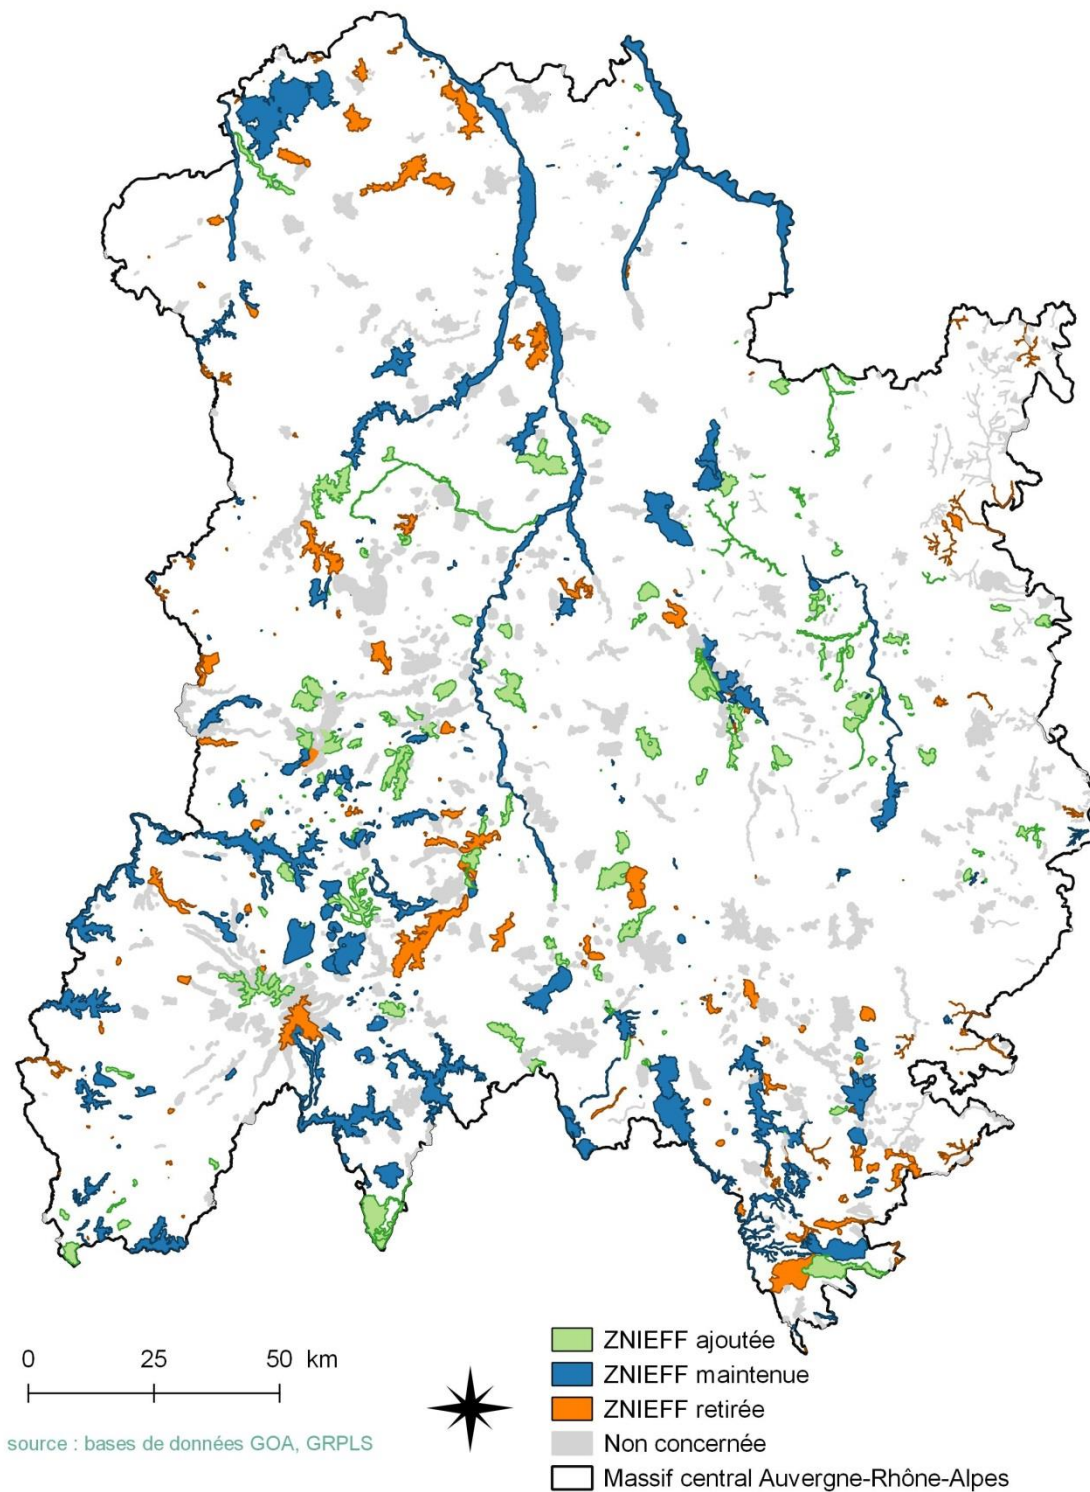 ZNIEFF ajoutée
0 25 50 km
ZNIEFF maintenue
ZNIEFF retirée
source : bases de données GOA, GRPLS
Non concernée
Massif central Auvergne-Rhône-Alpes